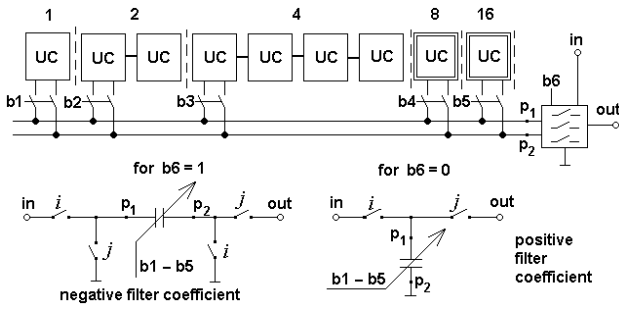 1 2 4 8 16
UC UC UC UC UC UC UC UC UC
in
b6
b1 b2 b3 b4 b5
p1
out
p2
for b6 = 1
for b6 = 0
in i p1 p2 j out
in i j out
j i
p1
b1 – b5
b1 – b5
p2
positive
filter
coefficient
negative filter coefficient